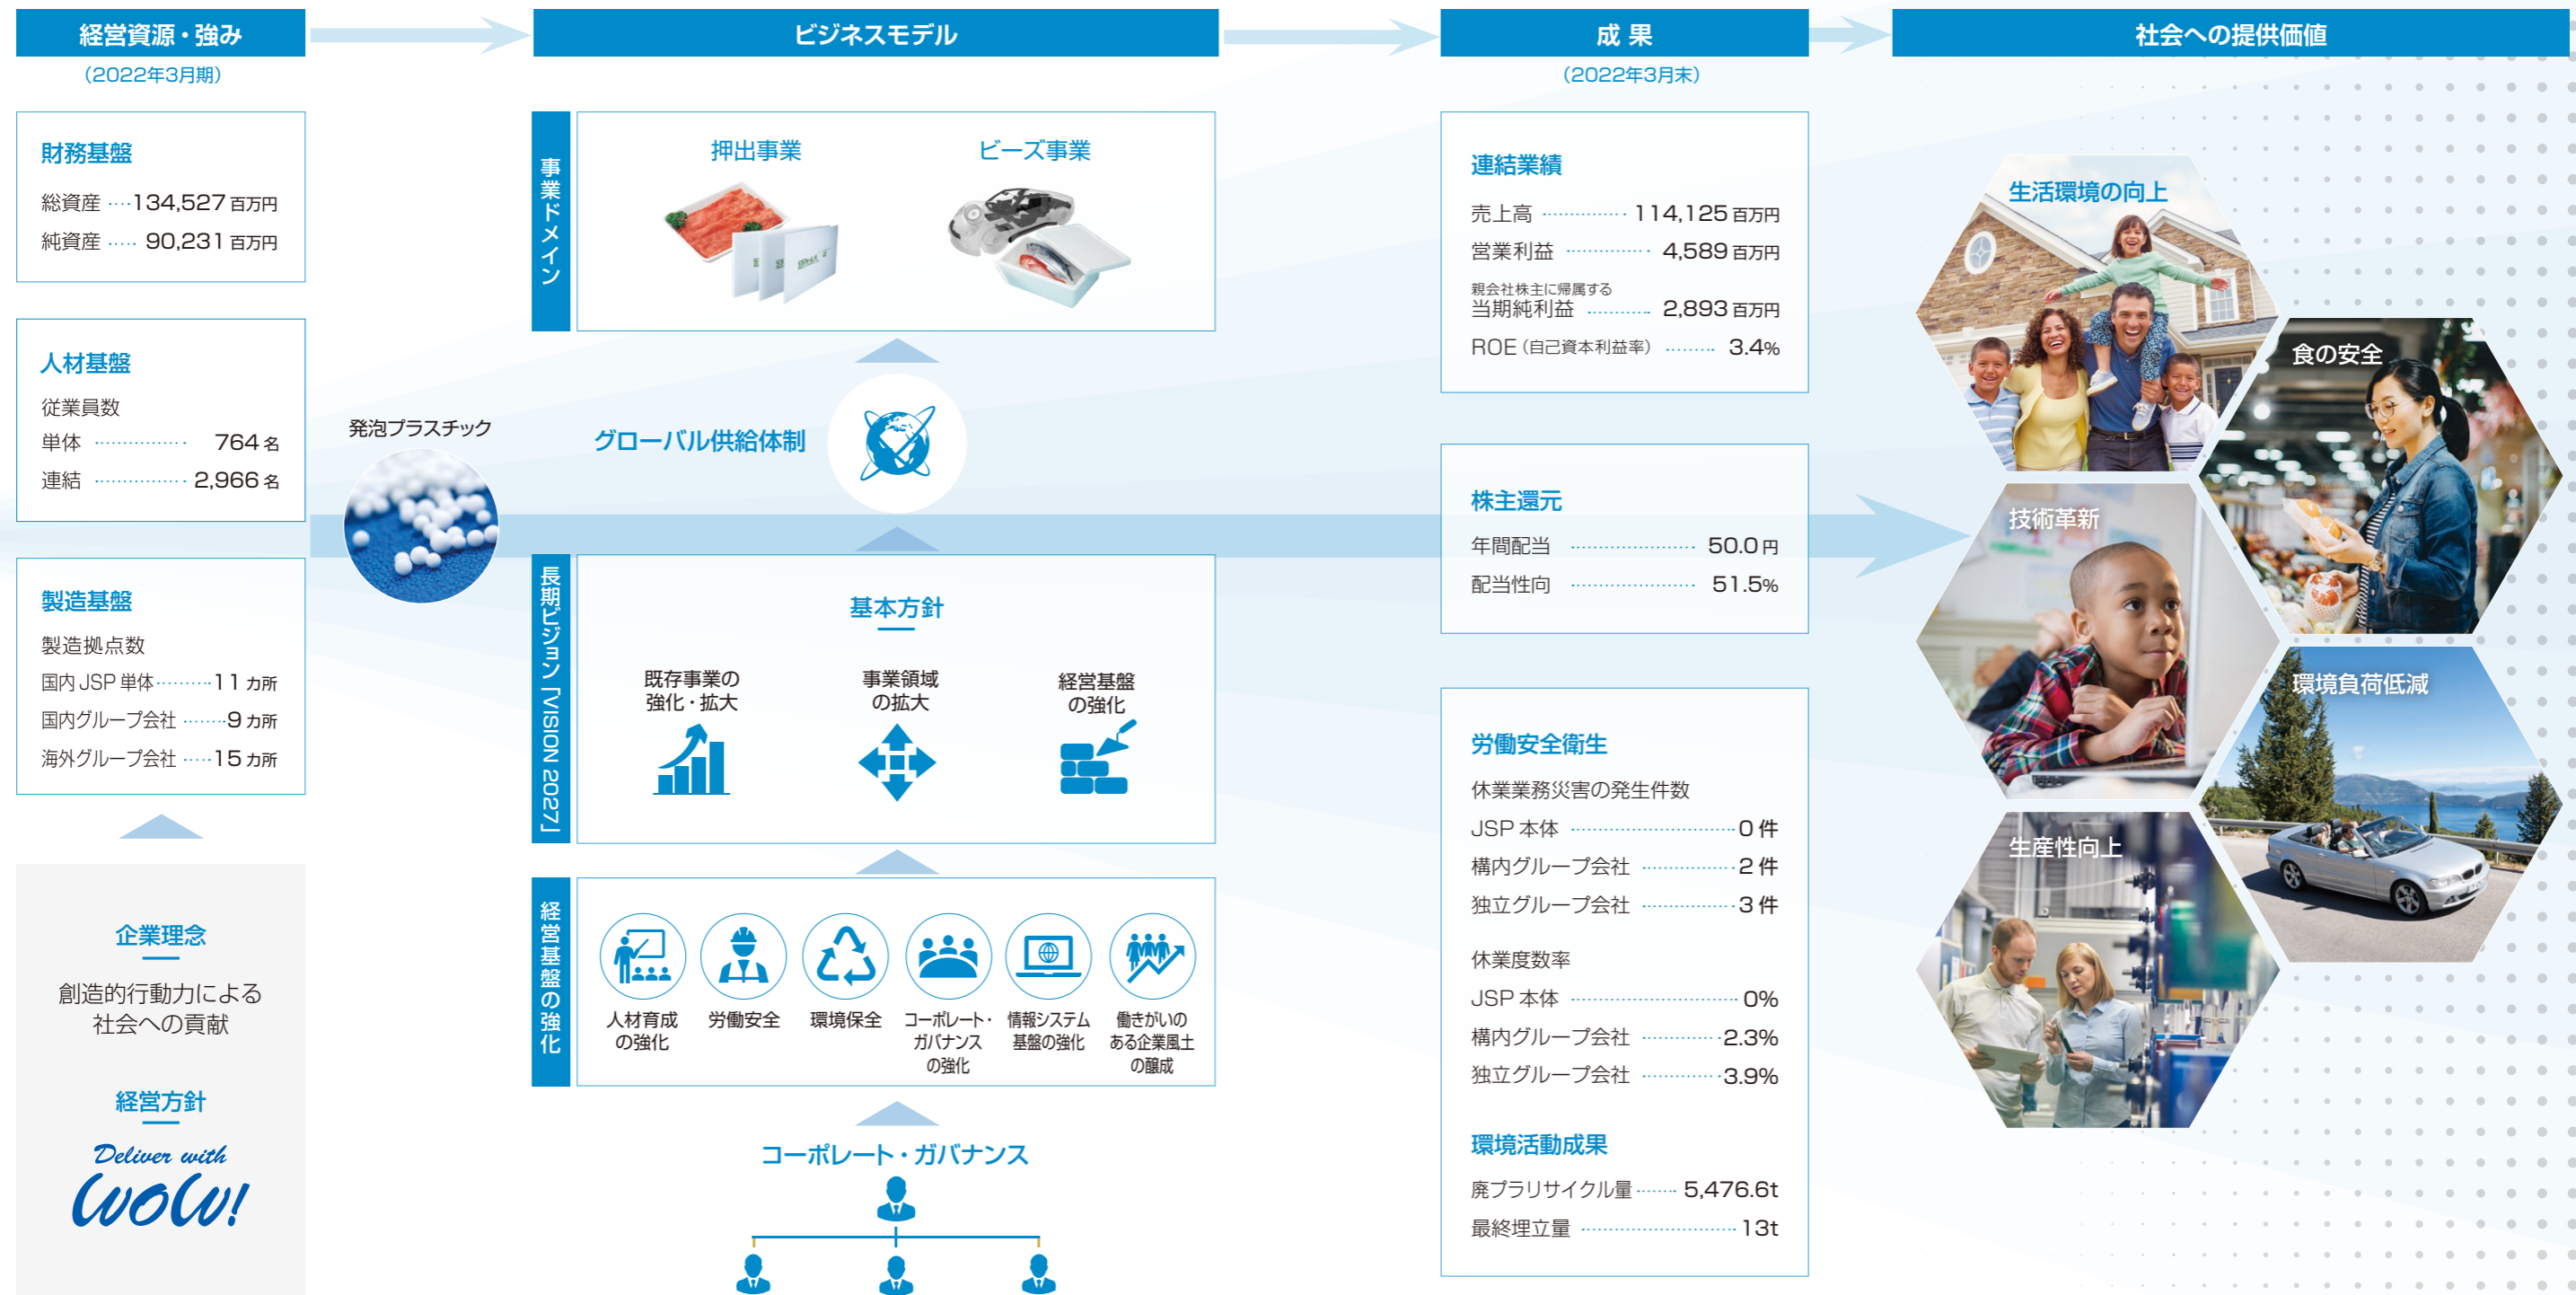 経営資源・強み
（2022年3月期）
財務基盤
総資産 ････134,527 百万円
純資産 ‥‥‥ 90,231 百万円
人材基盤
従業員数
単体 ‥‥‥‥‥‥‥ 764 名
連結 ‥‥‥‥‥‥‥ 2,966 名
製造基盤
製造拠点数
国内 JSP 単体‥‥‥‥11 カ所
国内グループ会社 ‥‥‥9 カ所
海外グループ会社 ‥‥15 カ所
企業理念
創造的行動力による
社会への貢献
経営方針
Deliver with
WOW!
発泡プラスチック
ビジネスモデル
事業ドメイン
押出事業
ビーズ事業
グローバル供給体制
長期ビジョン「VISION 2027」
基本方針
既存事業の
強化・拡大
事業領域
の拡大
経営基盤
の強化
経営基盤の強化
人材育成
の強化
労働安全
環境保全
コーポレート・
ガバナンス
の強化
情報システム
基盤の強化
働きがいの
ある企業風土
の醸成
コーポレート・ガバナンス
成 果
（2022年3月末）
連結業績
売上高 ‥‥‥‥‥‥ 114,125 百万円
営業利益 ‥‥‥‥‥‥ 4,589 百万円
親会社株主に帰属する
当期純利益 ‥‥‥‥‥ 2,893 百万円
ROE（自己資本利益率） ‥‥‥‥ 3.4%
株主還元
年間配当 ‥‥‥‥‥‥‥‥‥ 50.0 円
配当性向 ‥‥‥‥‥‥‥‥‥ 51.5%
労働安全衛生
休業業務災害の発生件数
JSP 本体 ‥‥‥‥‥‥‥‥‥‥‥0 件
構内グループ会社 ‥‥‥‥‥‥‥2 件
独立グループ会社 ‥‥‥‥‥‥‥3 件
休業度数率
JSP 本体 ‥‥‥‥‥‥‥‥‥‥‥ 0%
構内グループ会社 ‥‥‥‥‥‥2.3%
独立グループ会社 ‥‥‥‥‥‥3.9%
環境活動成果
廃プラリサイクル量‥‥‥ 5,476.6t
最終埋立量 ‥‥‥‥‥‥‥‥‥‥ 13t
社会への提供価値
生活環境の向上
食の安全
技術革新
環境負荷低減
生産性向上